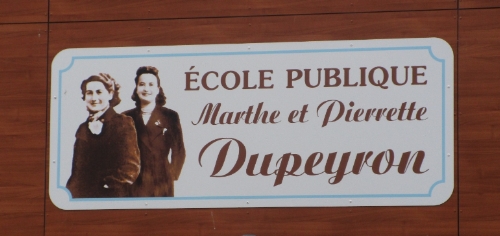 ÉCOLE PUBLIQUE
Marthe et Pierrette
Dupeyron